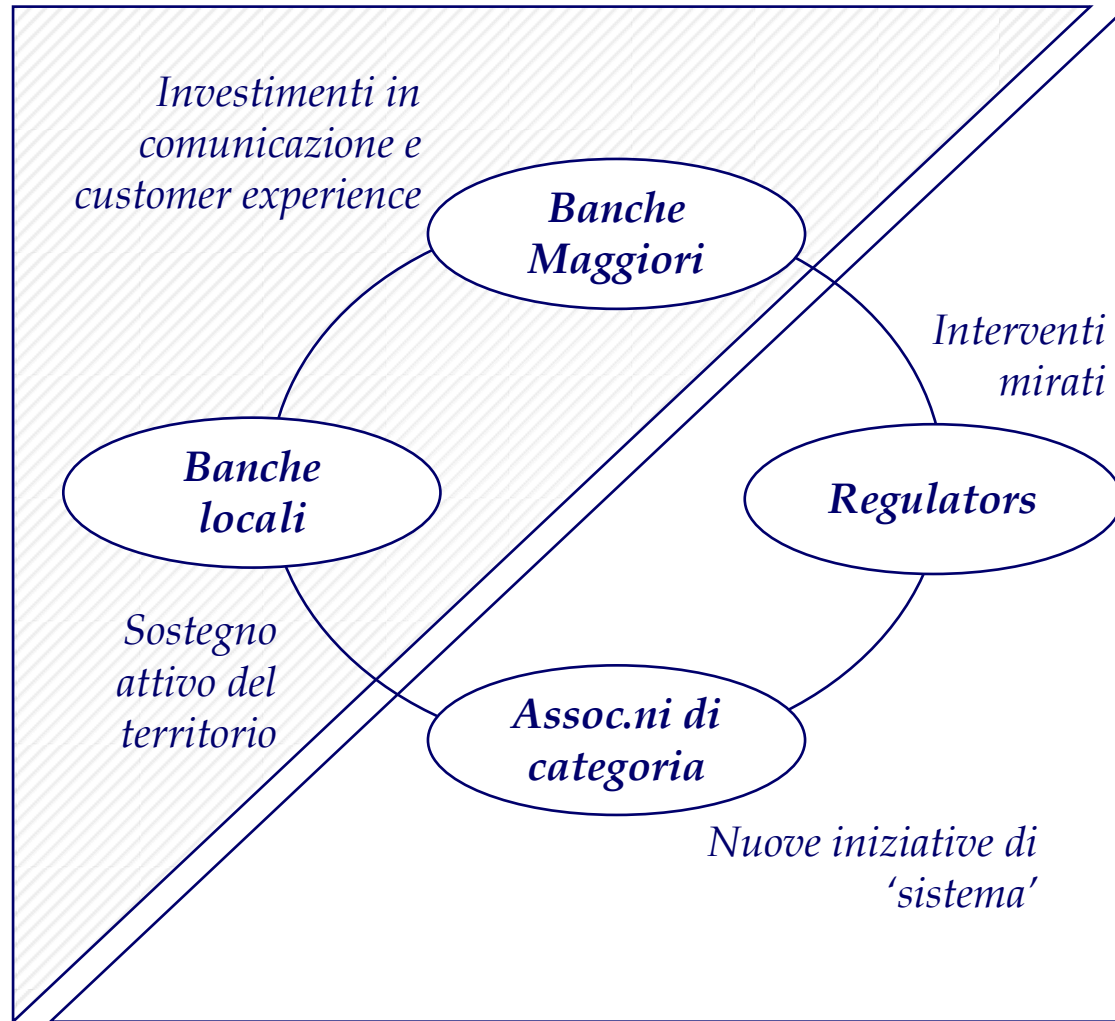 Investimenti in
comunicazione e
customer experience
Banche
Maggiori
Interventi
mirati
Banche
locali
Regulators
Sostegno
attivo del
territorio
Assoc.ni di
categoria
Nuove iniziative di
‘sistema’